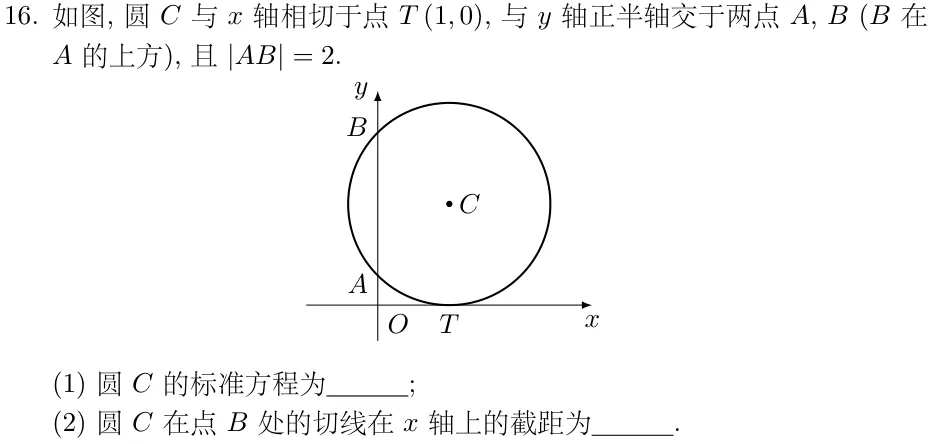 16. 如图, 圆 C 与 x 轴相切于点 T(1,0), 与 y 轴正半轴交于两点 A, B (B 在
A 的上方), 且 |AB| = 2.
y
B
C
A
O T x
(1) 圆 C 的标准方程为______;
(2) 圆 C 在点 B 处的切线在 x 轴上的截距为______.